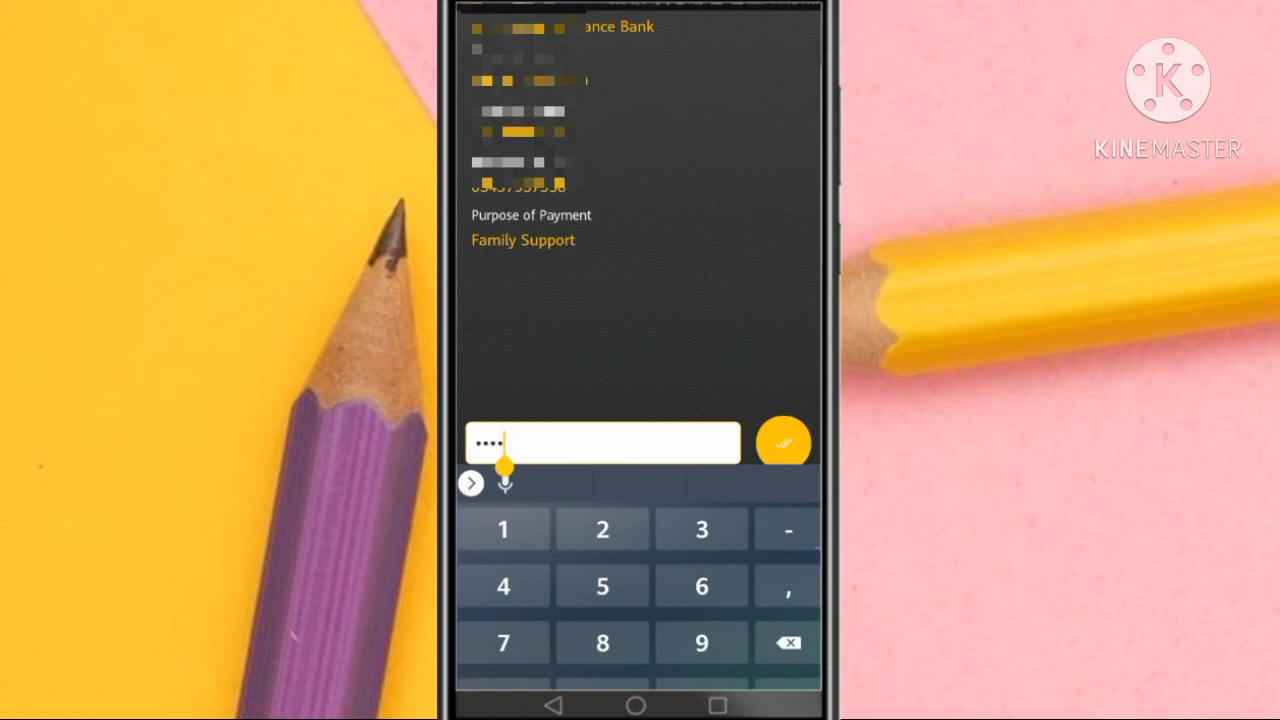 ance Bank
Purpose of Payment
Family Support
••••
1 2 3 -
4 5 6 ,
7 8 9
K
KINEMASTER